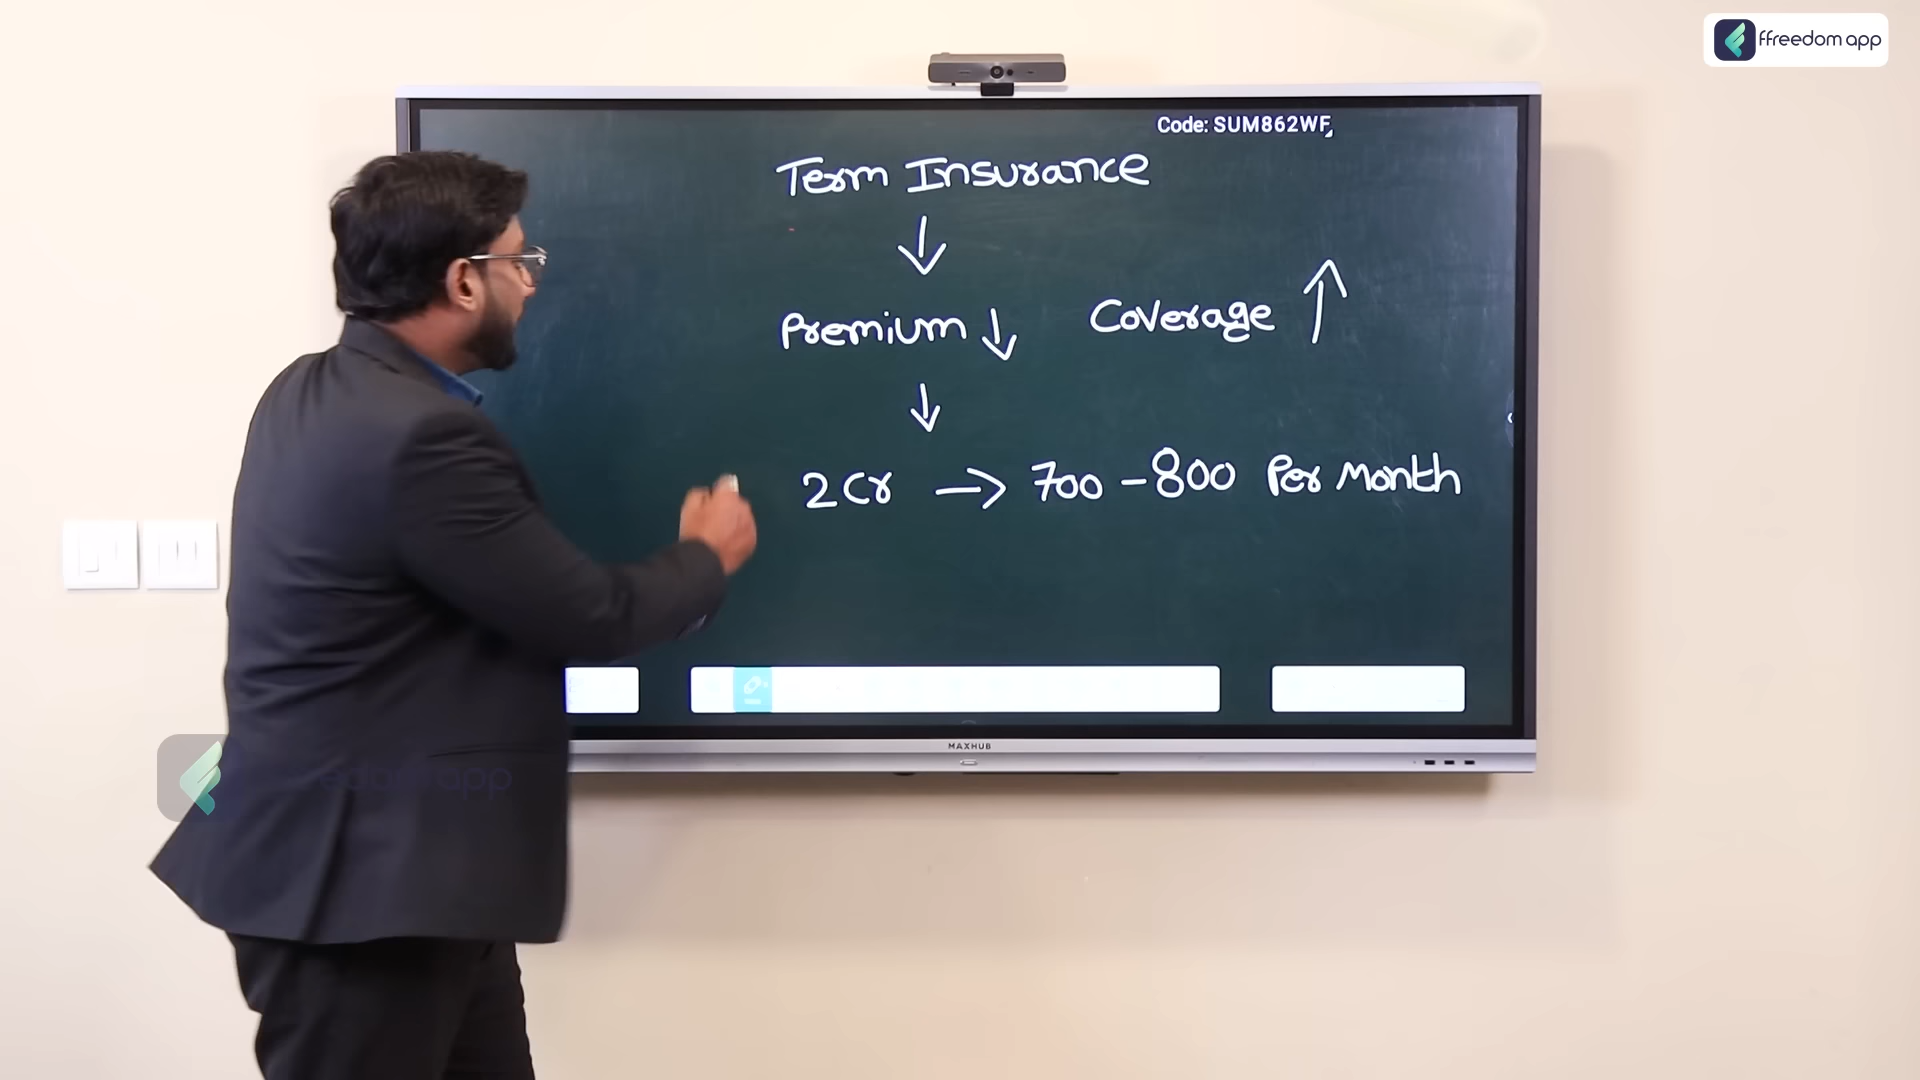 ffreedom app
Code: SUM862WF
Term Insurance
Premium ↓ Coverage ↑
2Cr → 700 - 800 Per Month
MAXHUB